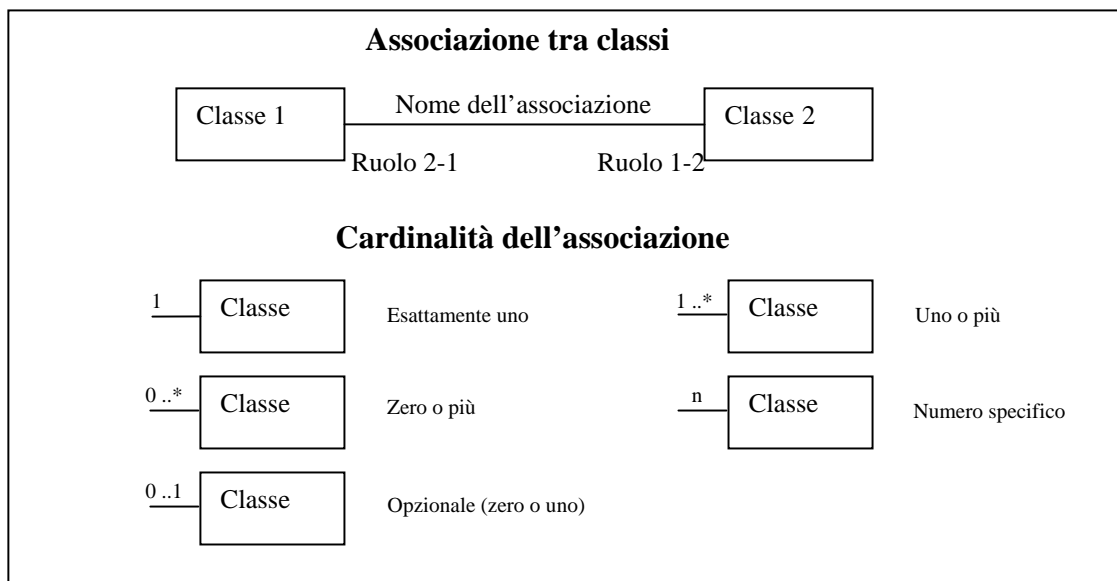 Associazione tra classi
Classe 1
Nome dell’associazione
Classe 2
Ruolo 2-1
Ruolo 1-2
Cardinalità dell’associazione
1
Classe
Esattamente uno
1 ..*
Classe
Uno o più
0 ..*
Classe
Zero o più
n
Classe
Numero specifico
0 ..1
Classe
Opzionale (zero o uno)